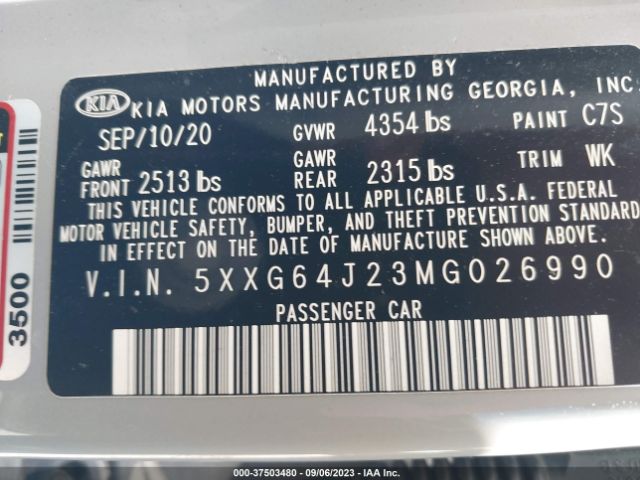 MANUFACTURED BY
KIA KIA MOTORS MANUFACTURING GEORGIA, INC.
SEP/10/20 GVWR 4354 lbs PAINT C7S
GAWR FRONT 2513 lbs GAWR REAR 2315 lbs TRIM WK
THIS VEHICLE CONFORMS TO ALL APPLICABLE U.S.A. FEDERAL
MOTOR VEHICLE SAFETY, BUMPER, AND THEFT PREVENTION STANDARD
IN EFFECT ON THE DATE OF MANUFACTURE SHOWN ABOVE.
V.I.N. 5XXG64J23MG026990
PASSENGER CAR
3500
000-37503480 - 09/06/2023 - IAAI.COM